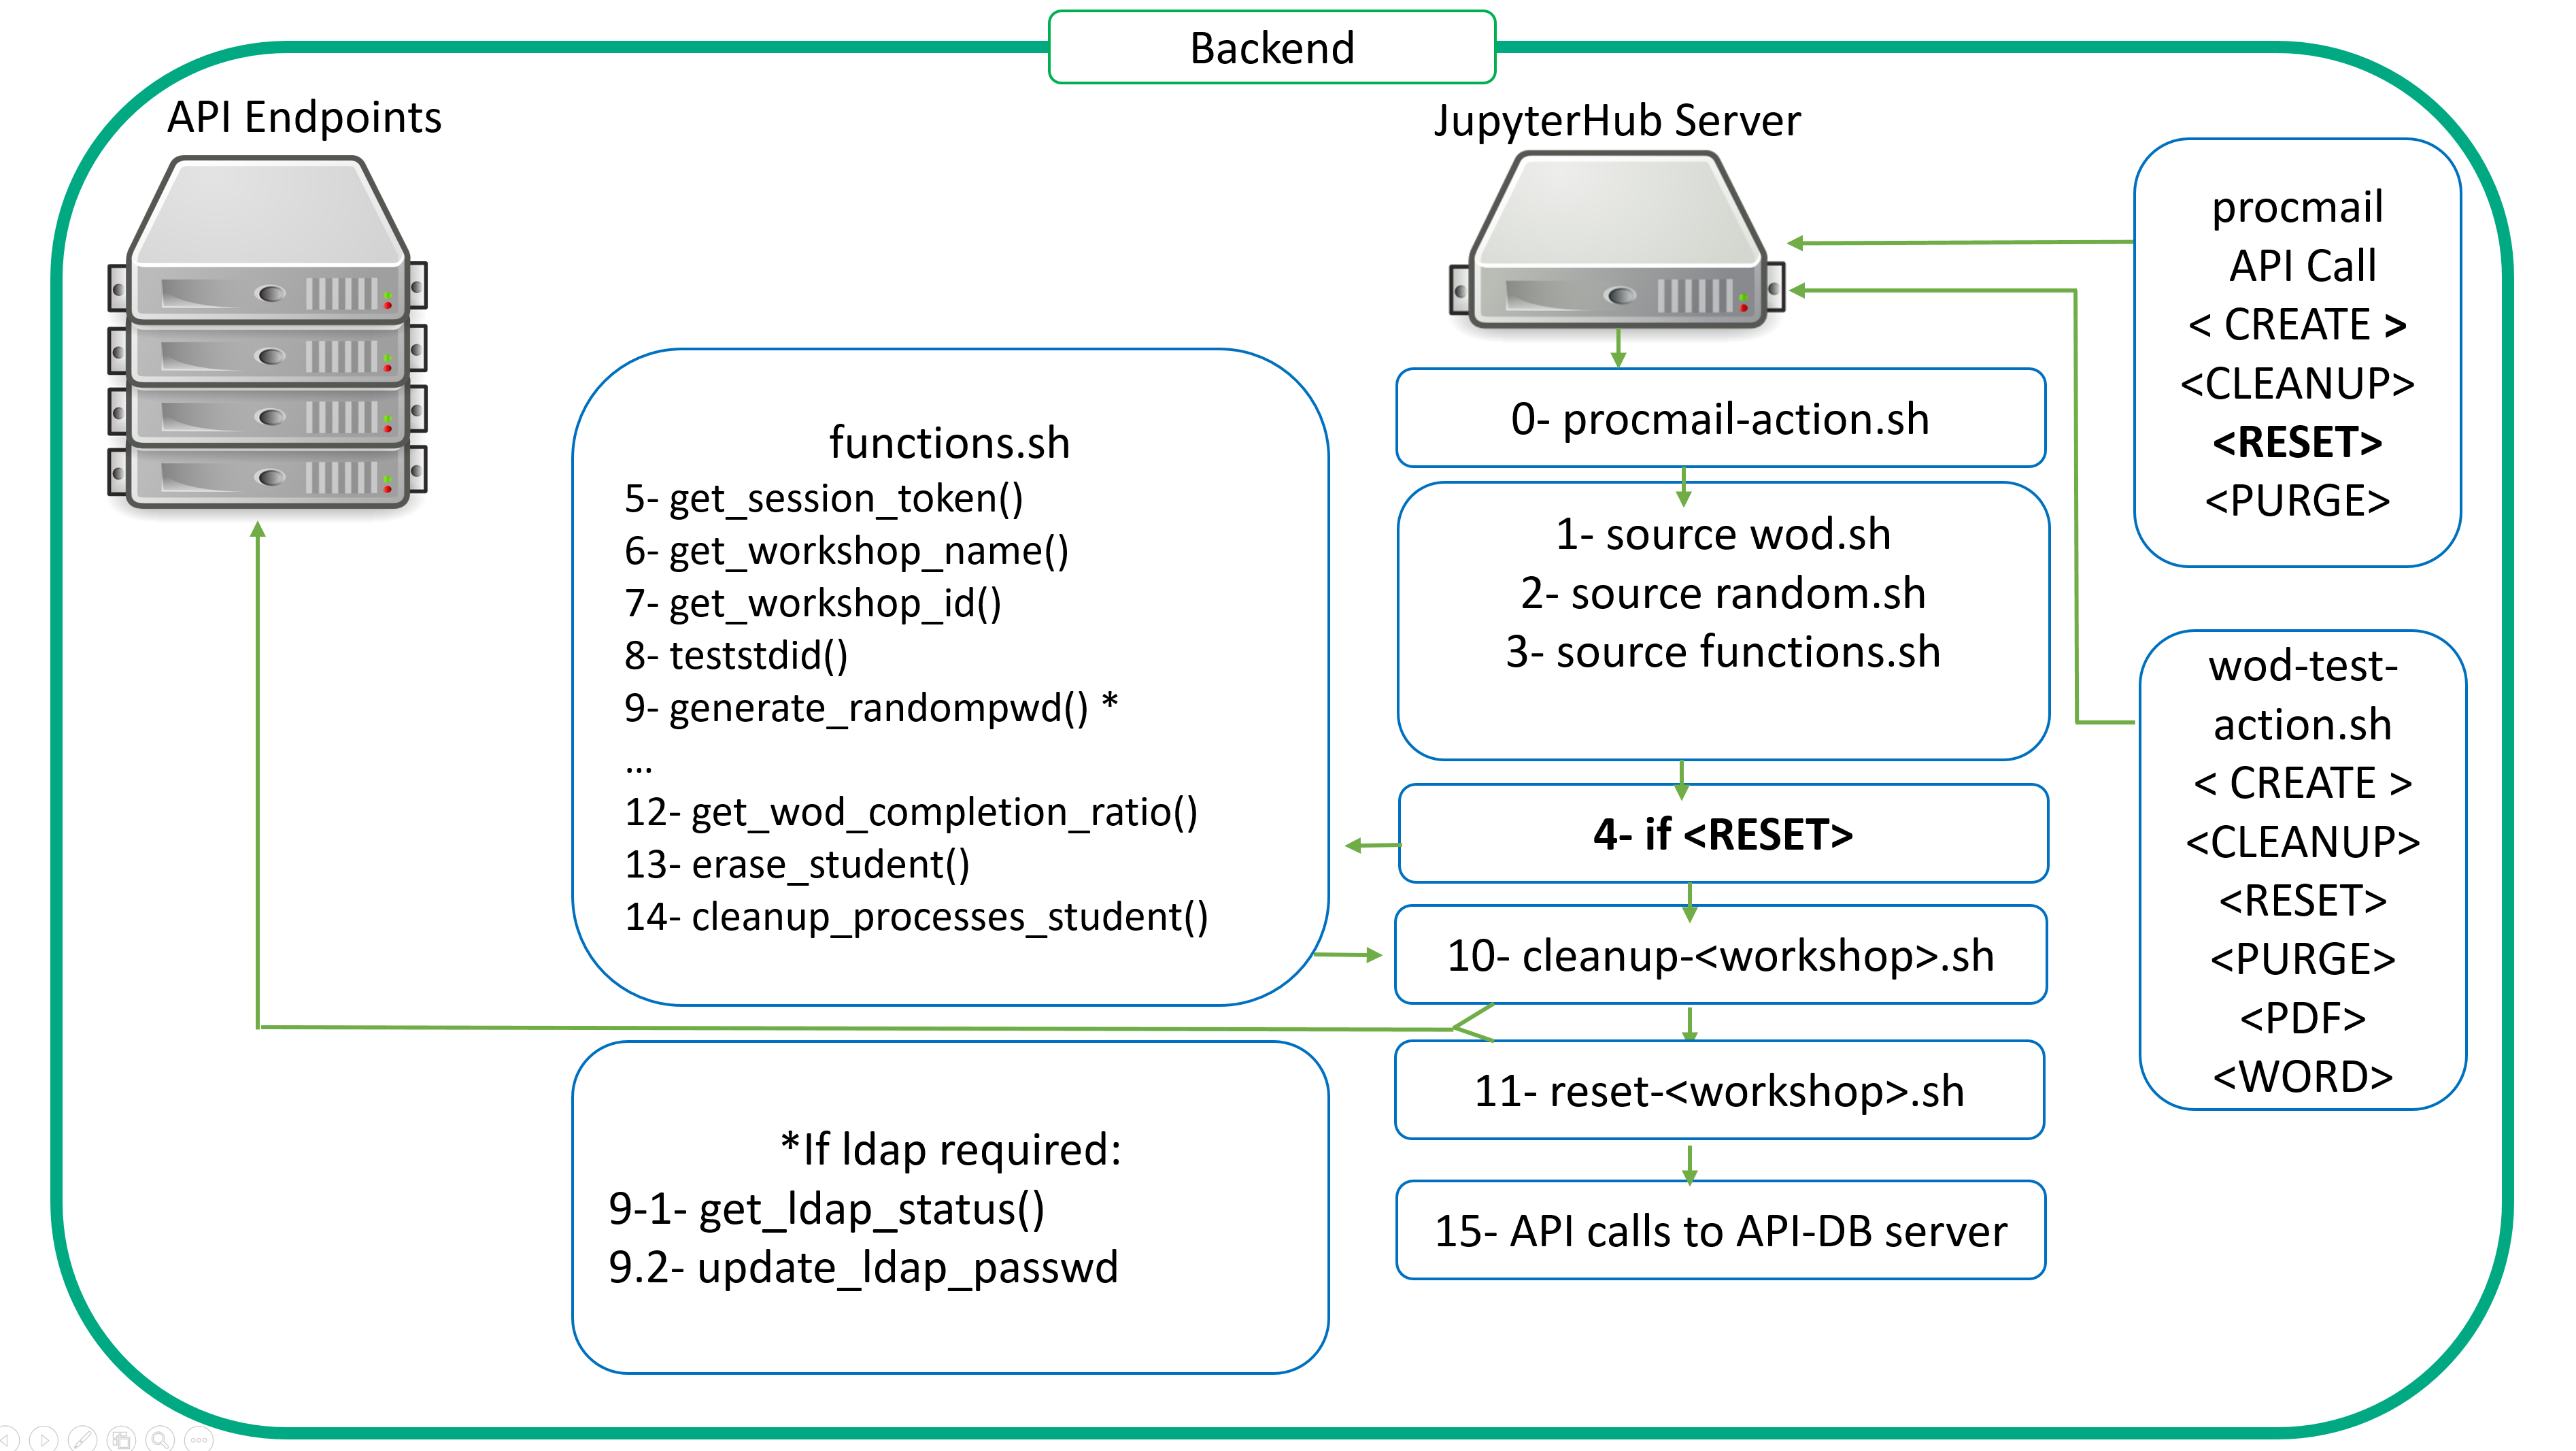 Backend
API Endpoints
JupyterHub Server
functions.sh
5- get_session_token()
6- get_workshop_name()
7- get_workshop_id()
8- teststdid()
9- generate_randompwd() *
...
12- get_wod_completion_ratio()
13- erase_student()
14- cleanup_processes_student()
*If ldap required:
9-1- get_ldap_status()
9.2- update_ldap_passwd
0- procmail-action.sh
1- source wod.sh
2- source random.sh
3- source functions.sh
4- if <RESET>
10- cleanup-<workshop>.sh
11- reset-<workshop>.sh
15- API calls to API-DB server
procmail
API Call
< CREATE >
<CLEANUP>
<RESET>
<PURGE>
wod-test-
action.sh
< CREATE >
<CLEANUP>
<RESET>
<PURGE>
<PDF>
<WORD>